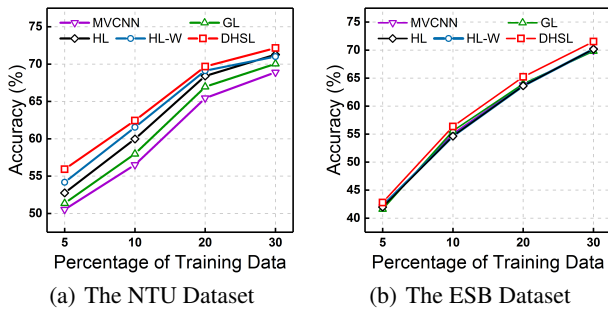 MVCNN GL
HL HL-W DHSL
75
70
65
60
55
50
Accuracy (%)
5 10 20 30
Percentage of Training Data
(a) The NTU Dataset
MVCNN GL
HL HL-W DHSL
75
70
65
60
55
50
45
40
Accuracy (%)
5 10 20 30
Percentage of Training Data
(b) The ESB Dataset